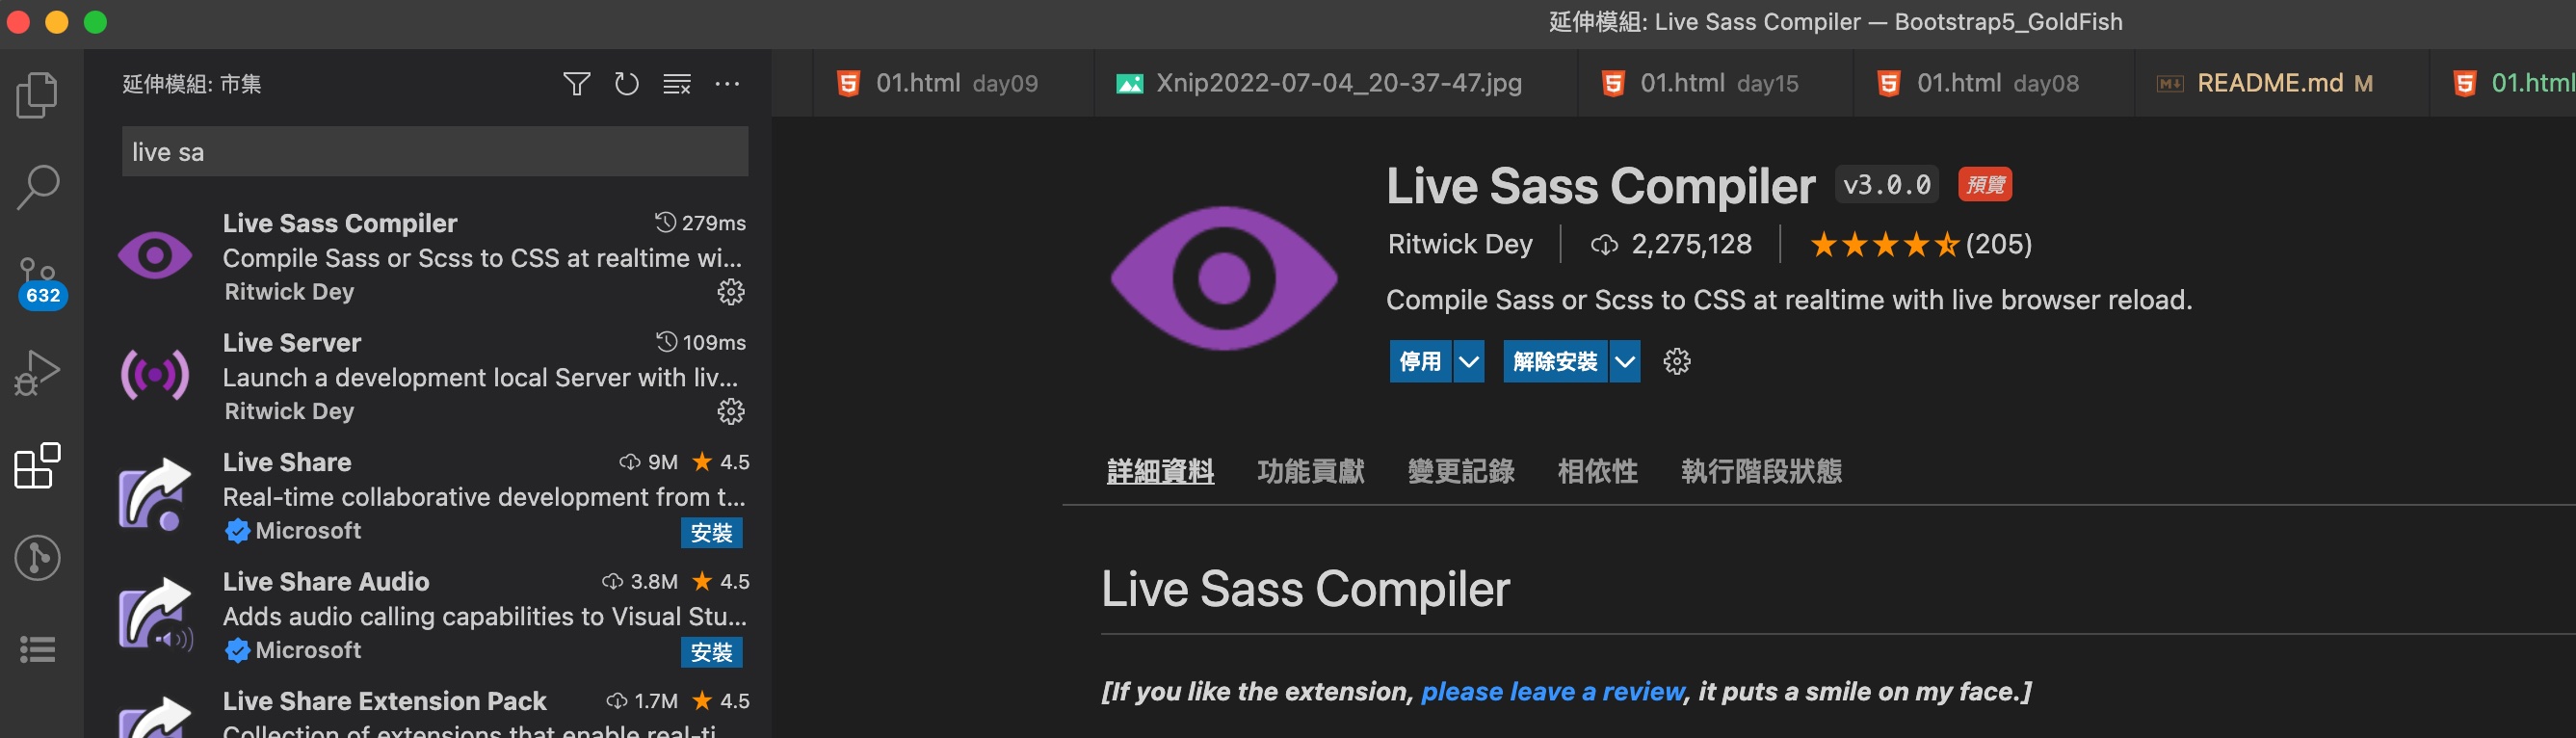 延伸模組: Live Sass Compiler — Bootstrap5_GoldFish
延伸模組: 市集
01.html day09
Xnip2022-07-04_20-37-47.jpg
01.html day15
01.html day08
README.md M
01.html
live sa
Live Sass Compiler 279ms
Compile Sass or Scss to CSS at realtime wi...
Ritwick Dey
Live Server 109ms
Launch a development local Server with liv...
Ritwick Dey
Live Share 9M ★ 4.5
Real-time collaborative development from t...
Microsoft 安裝
Live Share Audio 3.8M ★ 4.5
Adds audio calling capabilities to Visual Stu...
Microsoft 安裝
Live Share Extension Pack 1.7M ★ 4.5
Collection of extensions that enable real-ti
632
Live Sass Compiler v3.0.0 預覽
Ritwick Dey 2,275,128 (205)
Compile Sass or Scss to CSS at realtime with live browser reload.
停用 解除安裝
詳細資料 功能貢獻 變更記錄 相依性 執行階段狀態
Live Sass Compiler
[If you like the extension, please leave a review, it puts a smile on my face.]